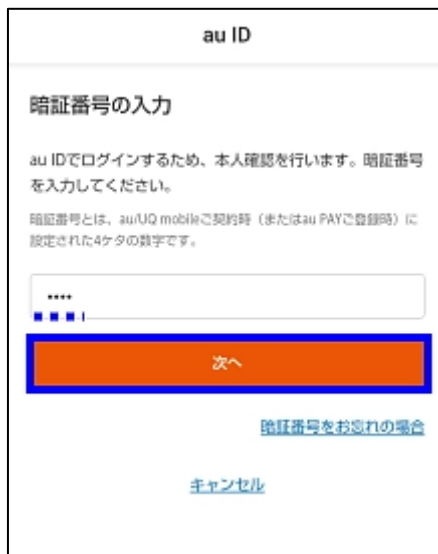 au ID
暗証番号の入力
au IDでログインするため、本人確認を行います。暗証番号
を入力してください。
暗証番号とは、au/UQ mobileご契約時（またはau PAYご登録時）に
設定された4ケタの数字です。
••••
次へ
暗証番号をお忘れの場合
キャンセル